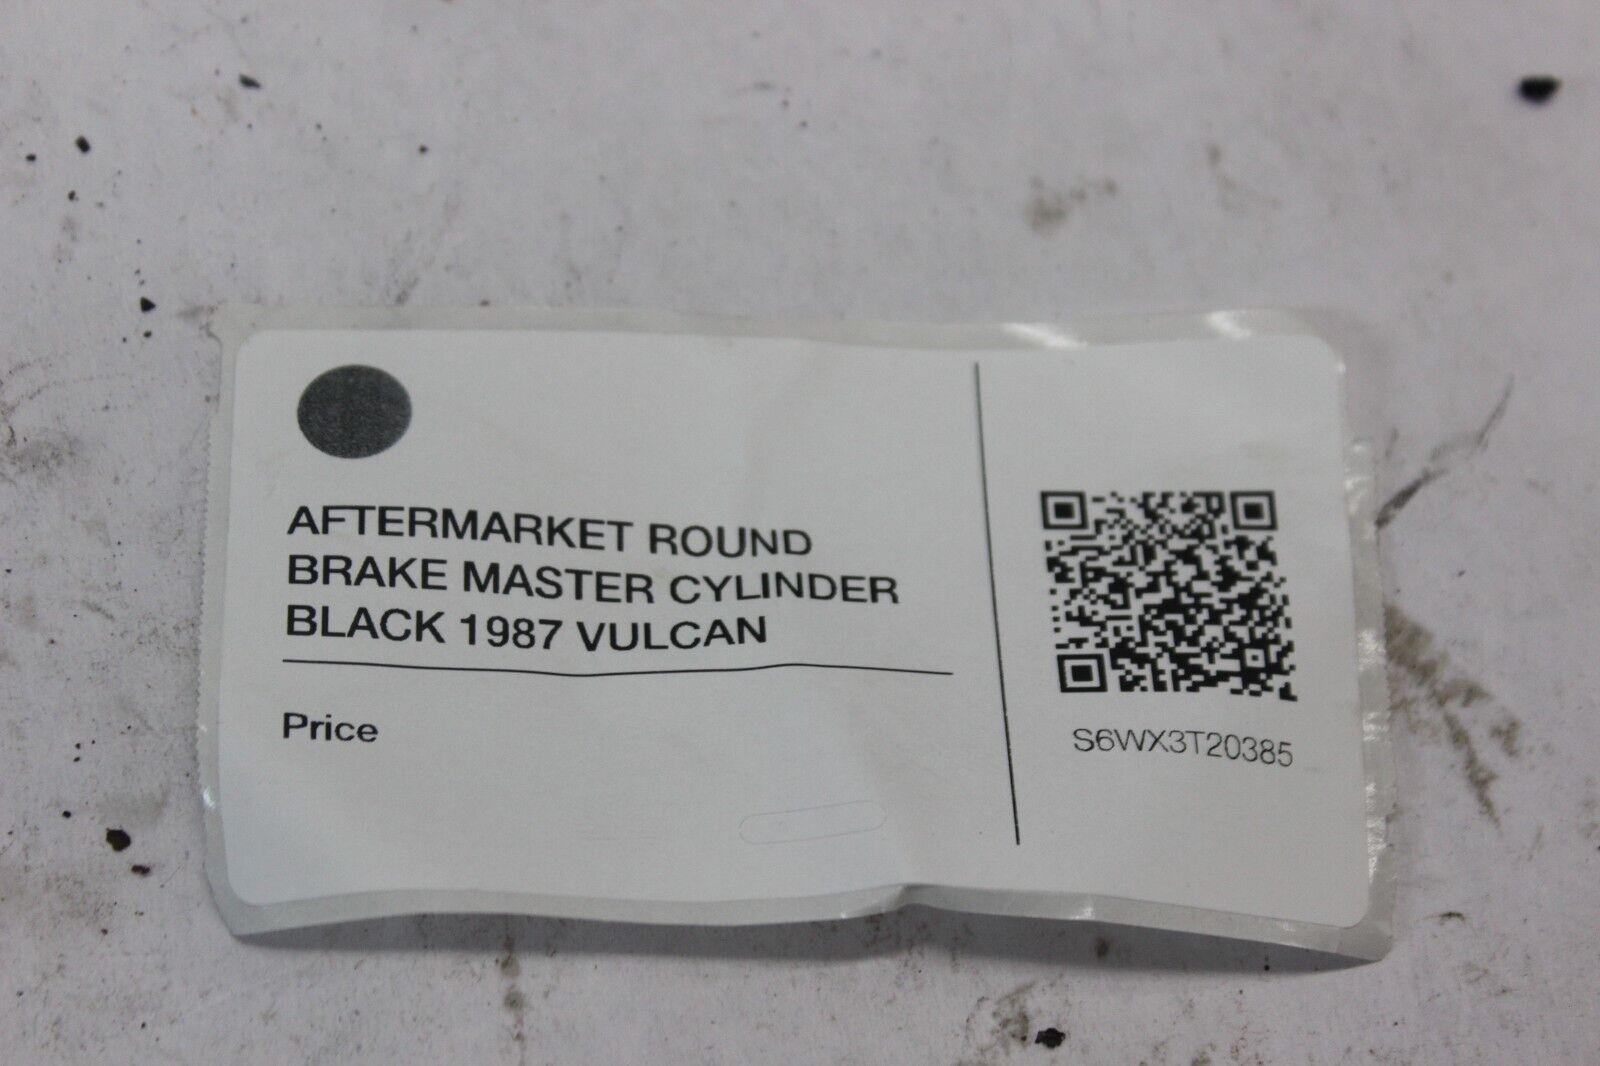 AFTERMARKET ROUND
BRAKE MASTER CYLINDER
BLACK 1987 VULCAN
Price
S6WX3T20385